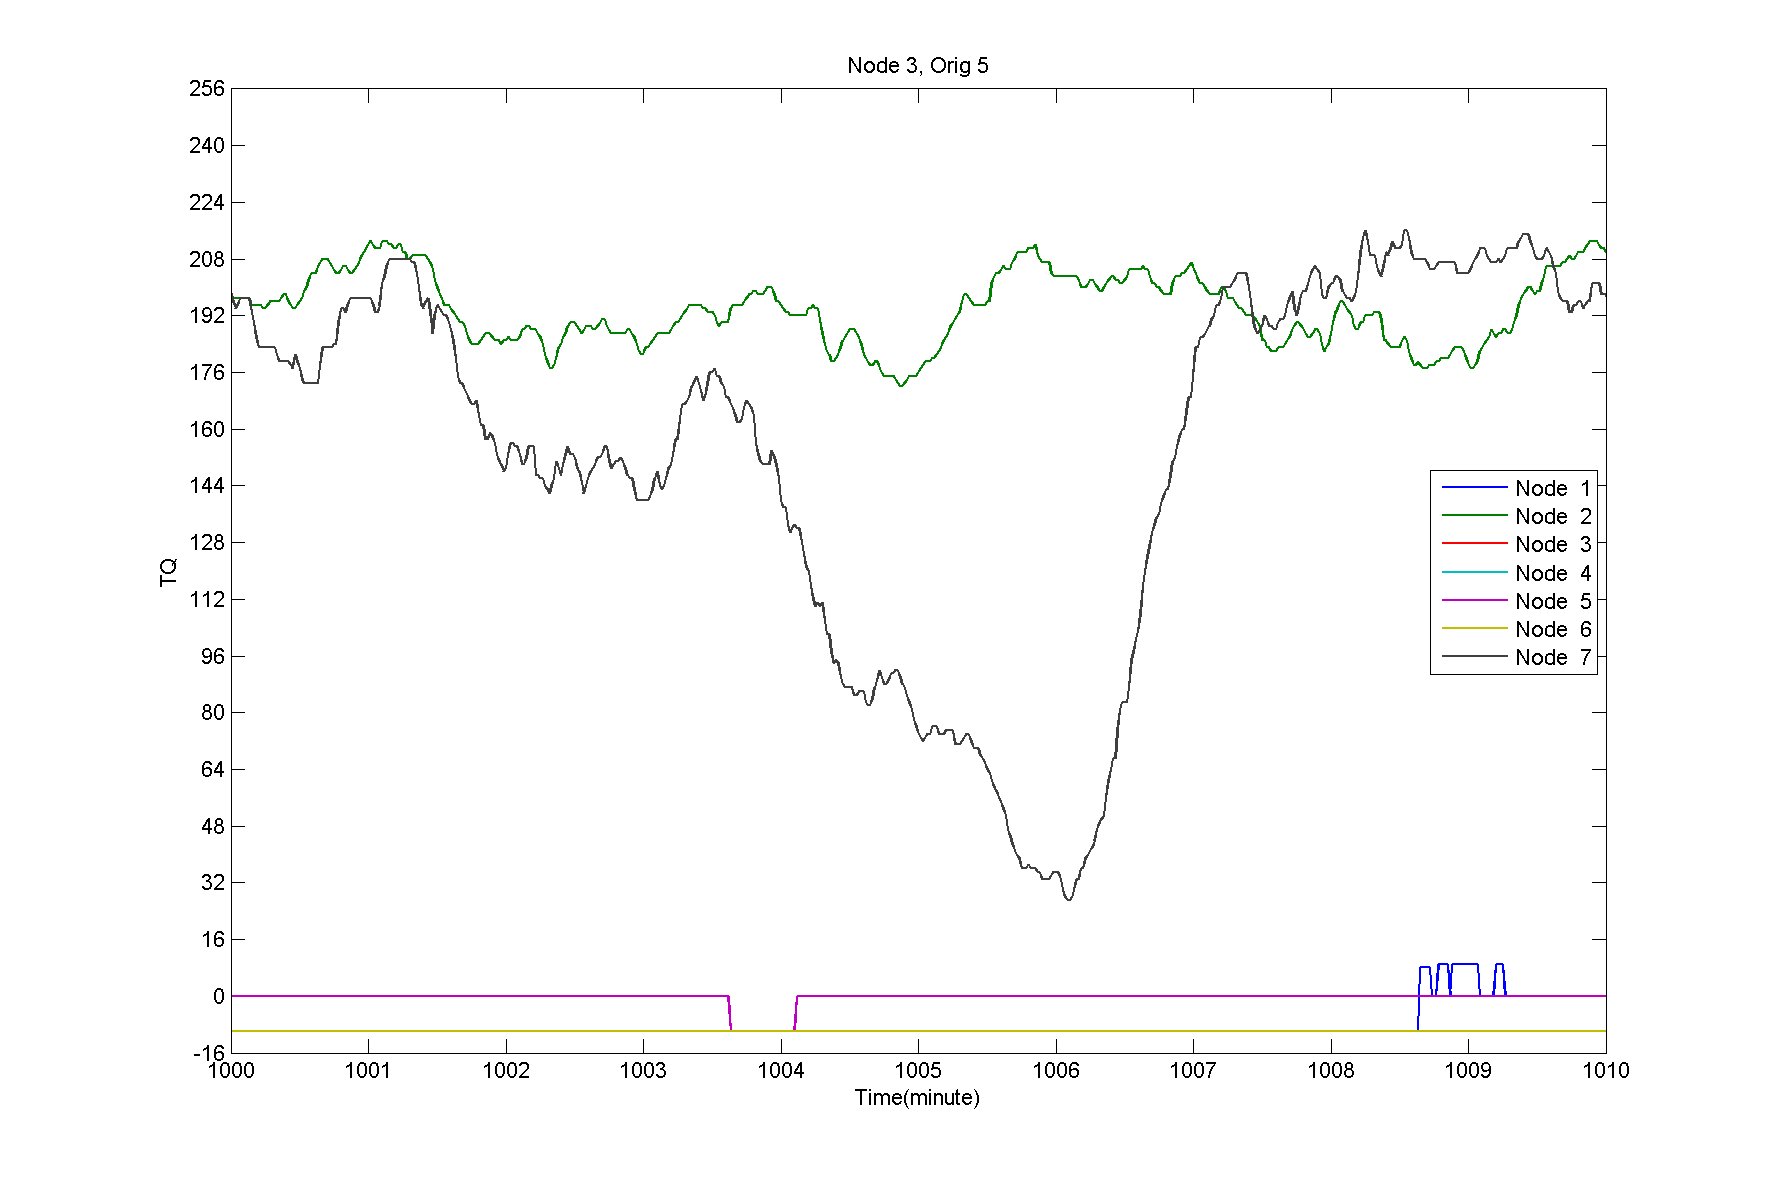 Node 3, Orig 5
256
240
224
208
192
176
160
144
128
112
96
80
64
48
32
16
0
-16
TQ
Node 1
Node 2
Node 3
Node 4
Node 5
Node 6
Node 7
1000 1001 1002 1003 1004 1005 1006 1007 1008 1009 1010
Time(minute)